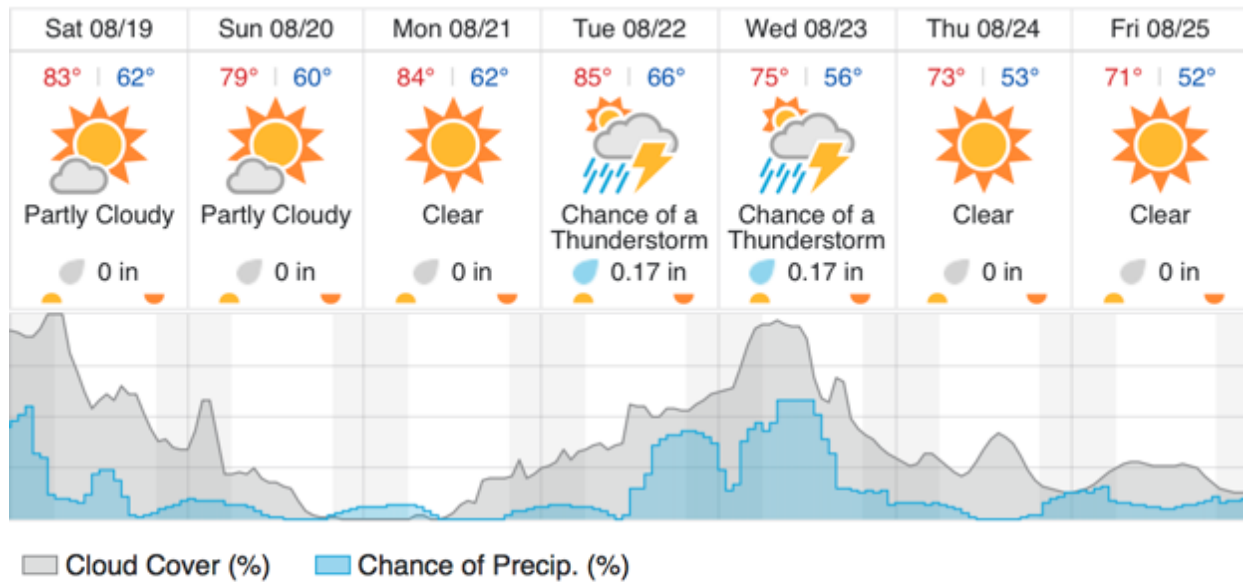 Sat 08/19 Sun 08/20 Mon 08/21 Tue 08/22 Wed 08/23 Thu 08/24 Fri 08/25
83° | 62° 79° | 60° 84° | 62° 85° | 66° 75° | 56° 73° | 53° 71° | 52°
Partly Cloudy Partly Cloudy Clear Chance of a Chance of a Clear Clear
Thunderstorm Thunderstorm
0 in 0 in 0 in 0.17 in 0.17 in 0 in 0 in
Cloud Cover (%) Chance of Precip. (%)